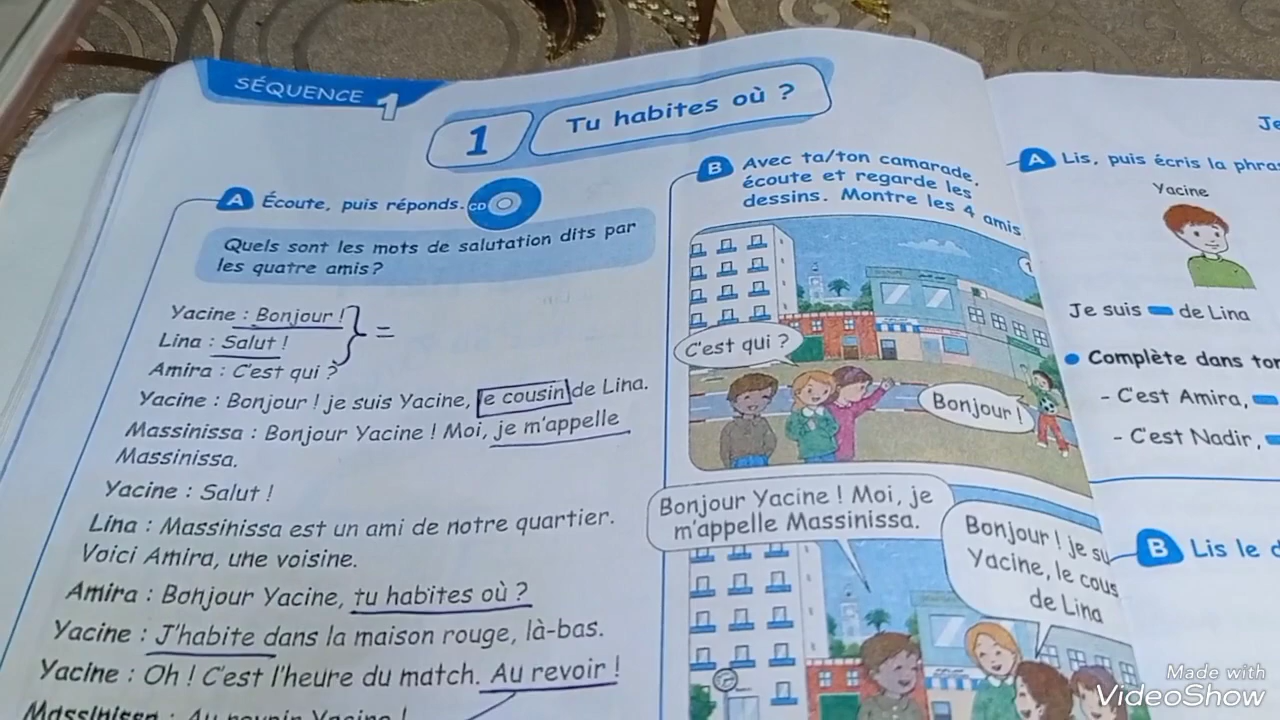 SÉQUENCE 1
1
Tu habites où ?
A Écoute, puis réponds. CD
Quels sont les mots de salutation dits par
les quatre amis ?
Yacine : Bonjour !
Lina : Salut !
Amira : C'est qui ?
=
Yacine : Bonjour ! je suis Yacine, le cousin de Lina.
Massinissa : Bonjour Yacine ! Moi, je m'appelle
Massinissa.
Yacine : Salut !
Lina : Massinissa est un ami de notre quartier.
Voici Amira, une voisine.
Amira : Bonjour Yacine, tu habites où ?
Yacine : J'habite dans la maison rouge, là-bas.
Yacine : Oh ! C'est l'heure du match. Au revoir !
Massinissa : Au revoir Yacine !
B Avec ta/ton camarade,
écoute et regarde les
dessins. Montre les 4 amis
1
C'est qui ?
Bonjour !
Bonjour Yacine ! Moi, je
m'appelle Massinissa.
Bonjour ! je su
Yacine, le cous
de Lina
Je
A Lis, puis écris la phra
Yacine
Je suis de Lina
Complète dans ton
- C'est Amira,
- C'est Nadir,
B Lis le d
Made with
VideoShow